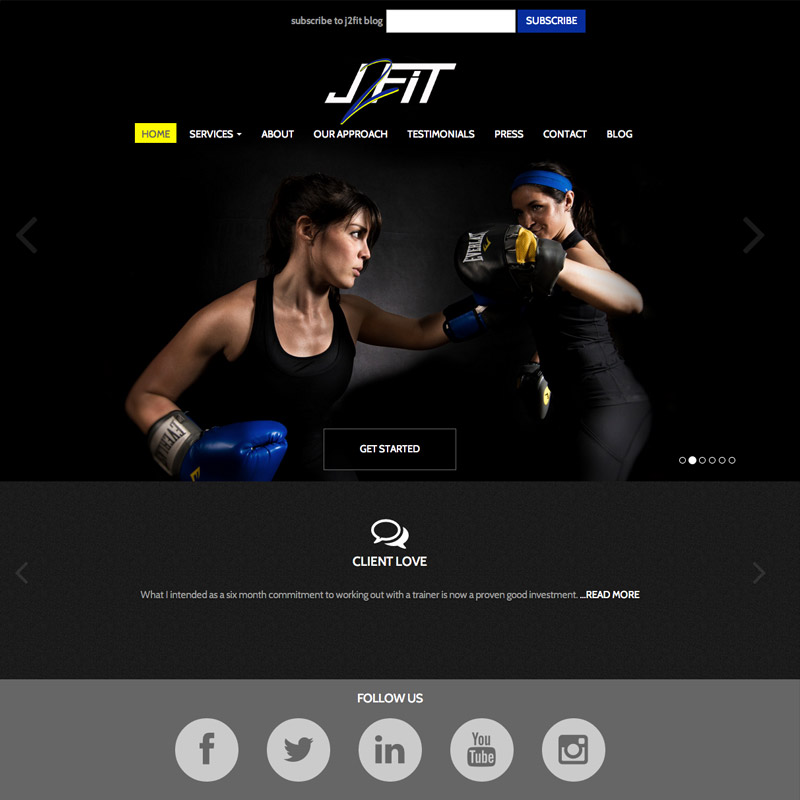 subscribe to j2fit blog SUBSCRIBE
J2FiT
HOME SERVICES ABOUT OUR APPROACH TESTIMONIALS PRESS CONTACT BLOG
EVERLAST
EVERLAST
GET STARTED
CLIENT LOVE
What I intended as a six month commitment to working out with a trainer is now a proven good investment. ...READ MORE
FOLLOW US
f in You Tube